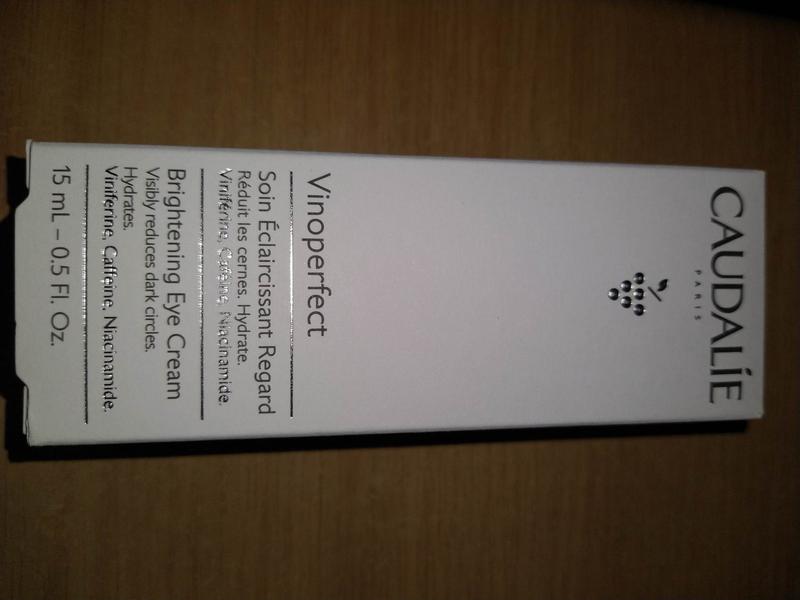 CAUDALÍE
PARIS
Vinoperfect
Soin Éclaircissant Regard
Réduit les cernes. Hydrate.
Viniférine, Caféine, Niacinamide.
Brightening Eye Cream
Visibly reduces dark circles.
Hydrates.
Viniferine, Caffeine, Niacinamide.
15 mL – 0.5 Fl. Oz.